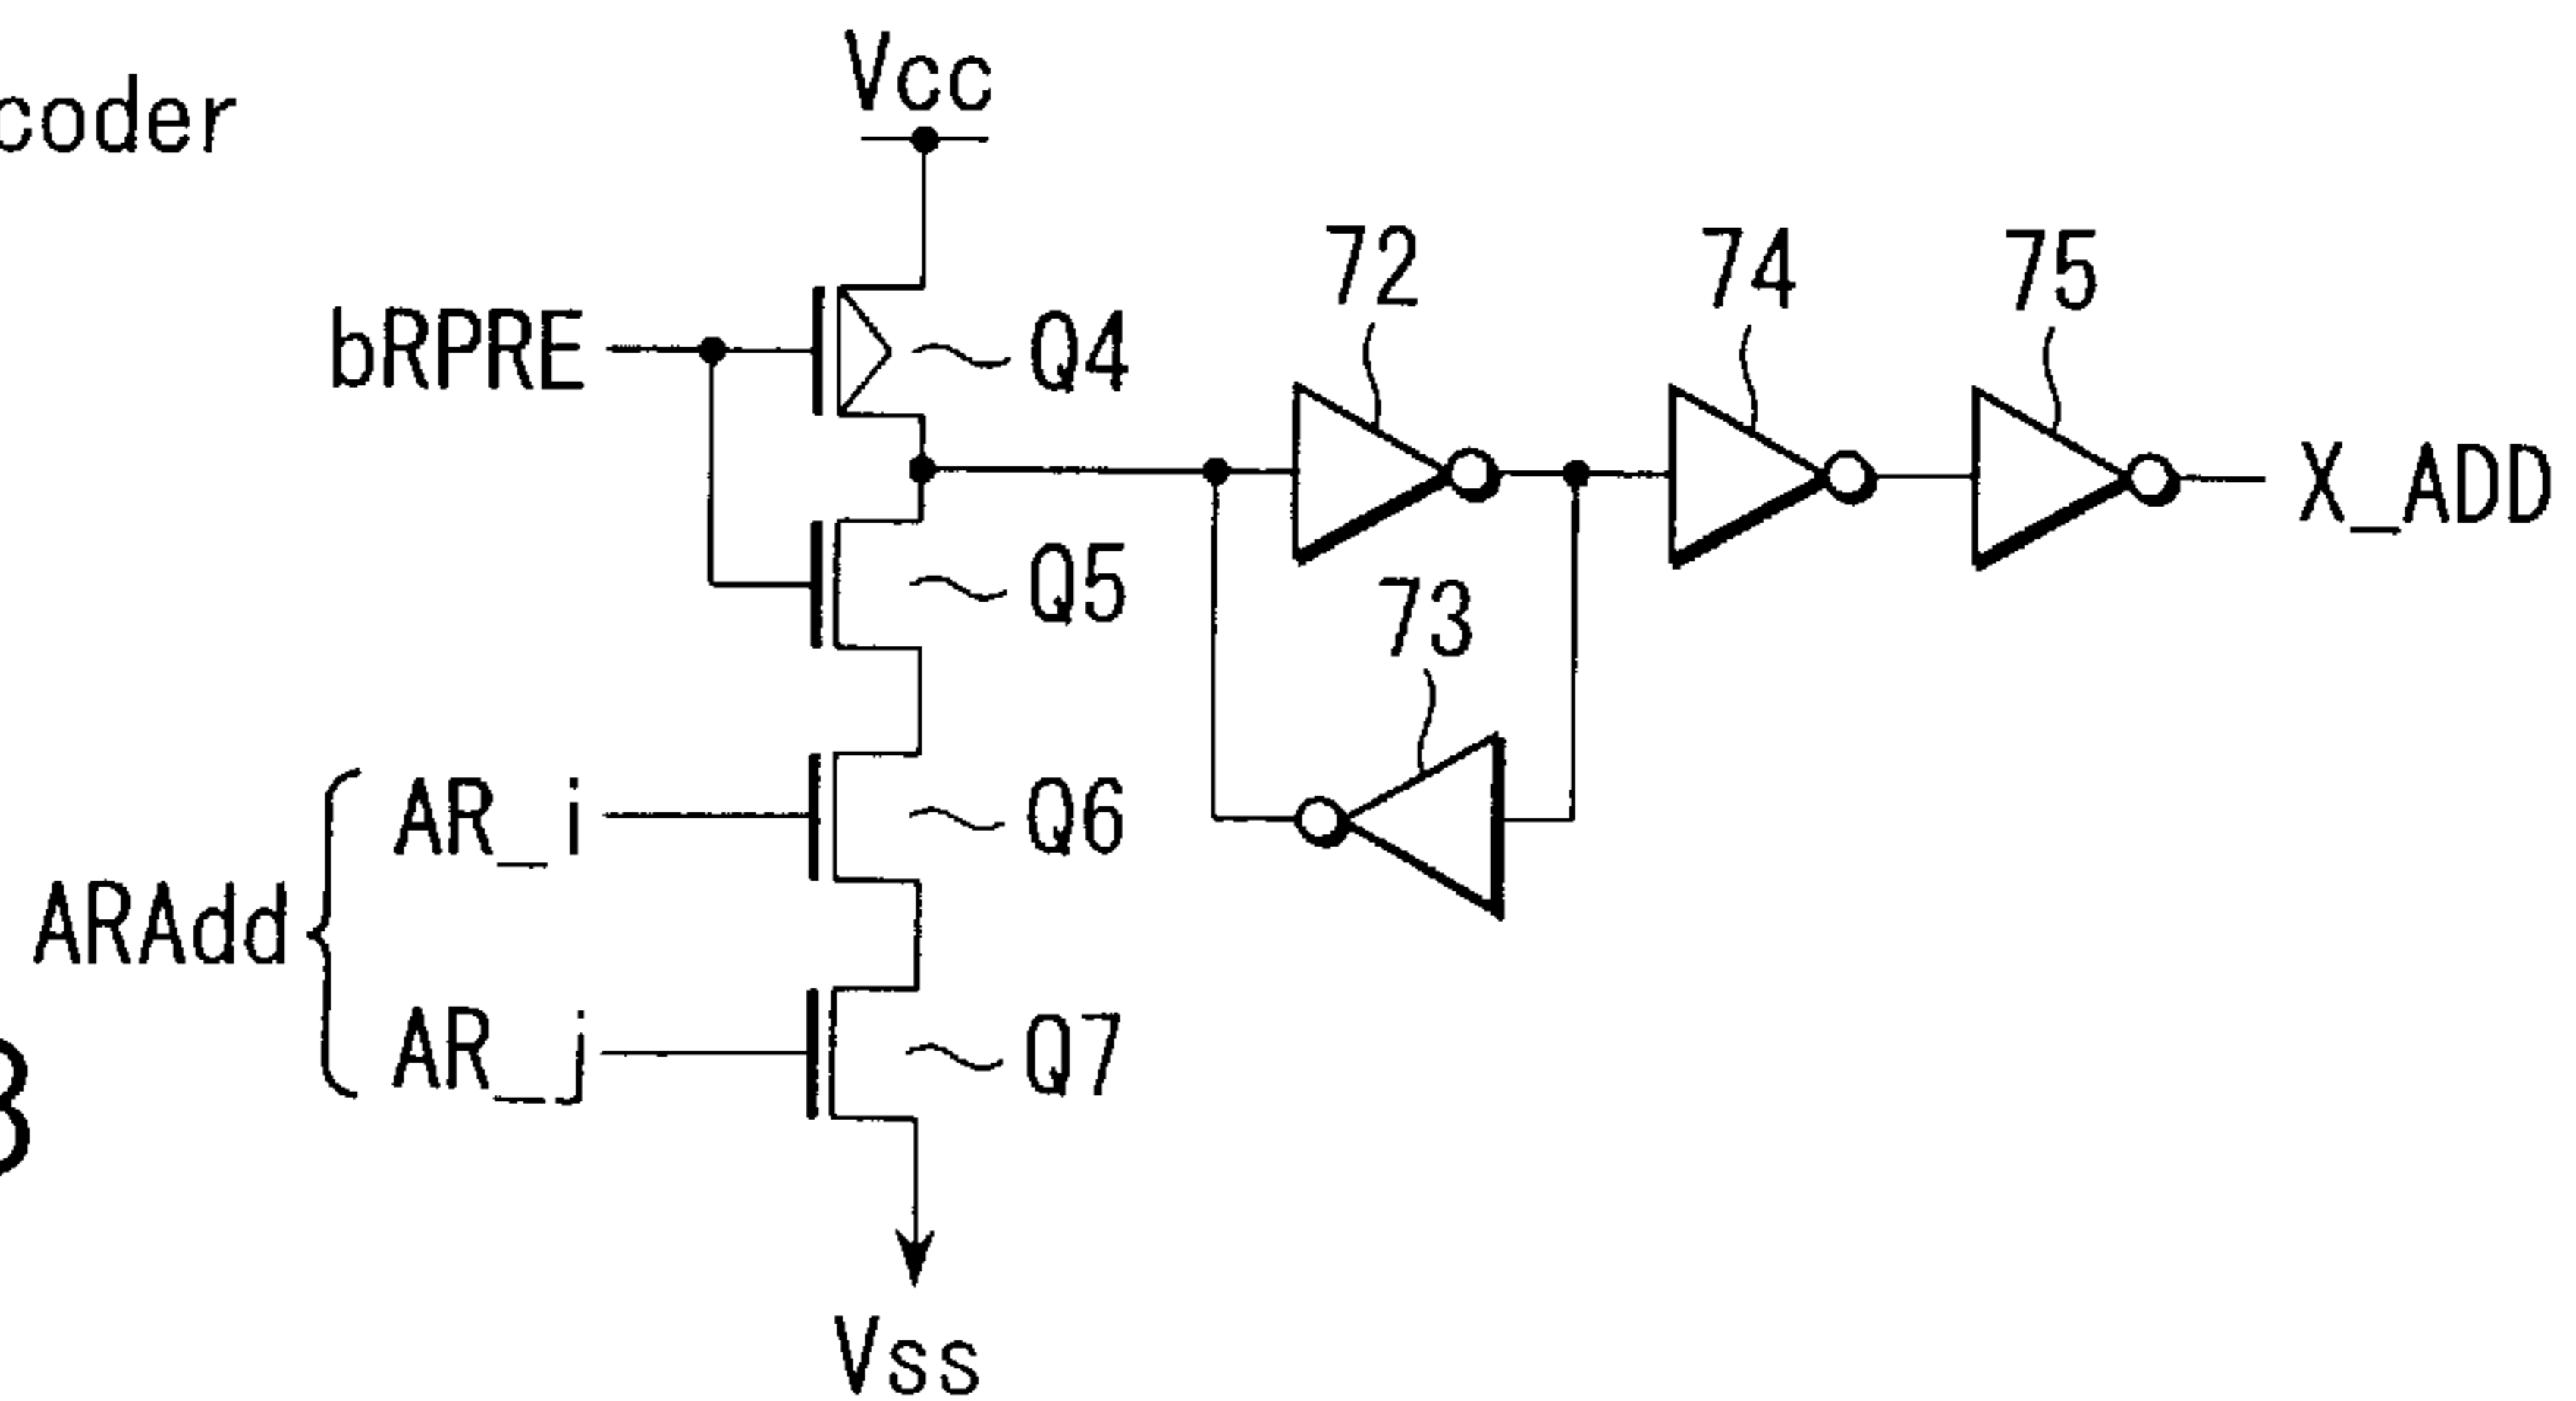 coder
Vcc
bRPRE
Q4
72
74
75
X_ADD
Q5
73
AR_i
Q6
ARAdd
AR_j
Q7
Vss